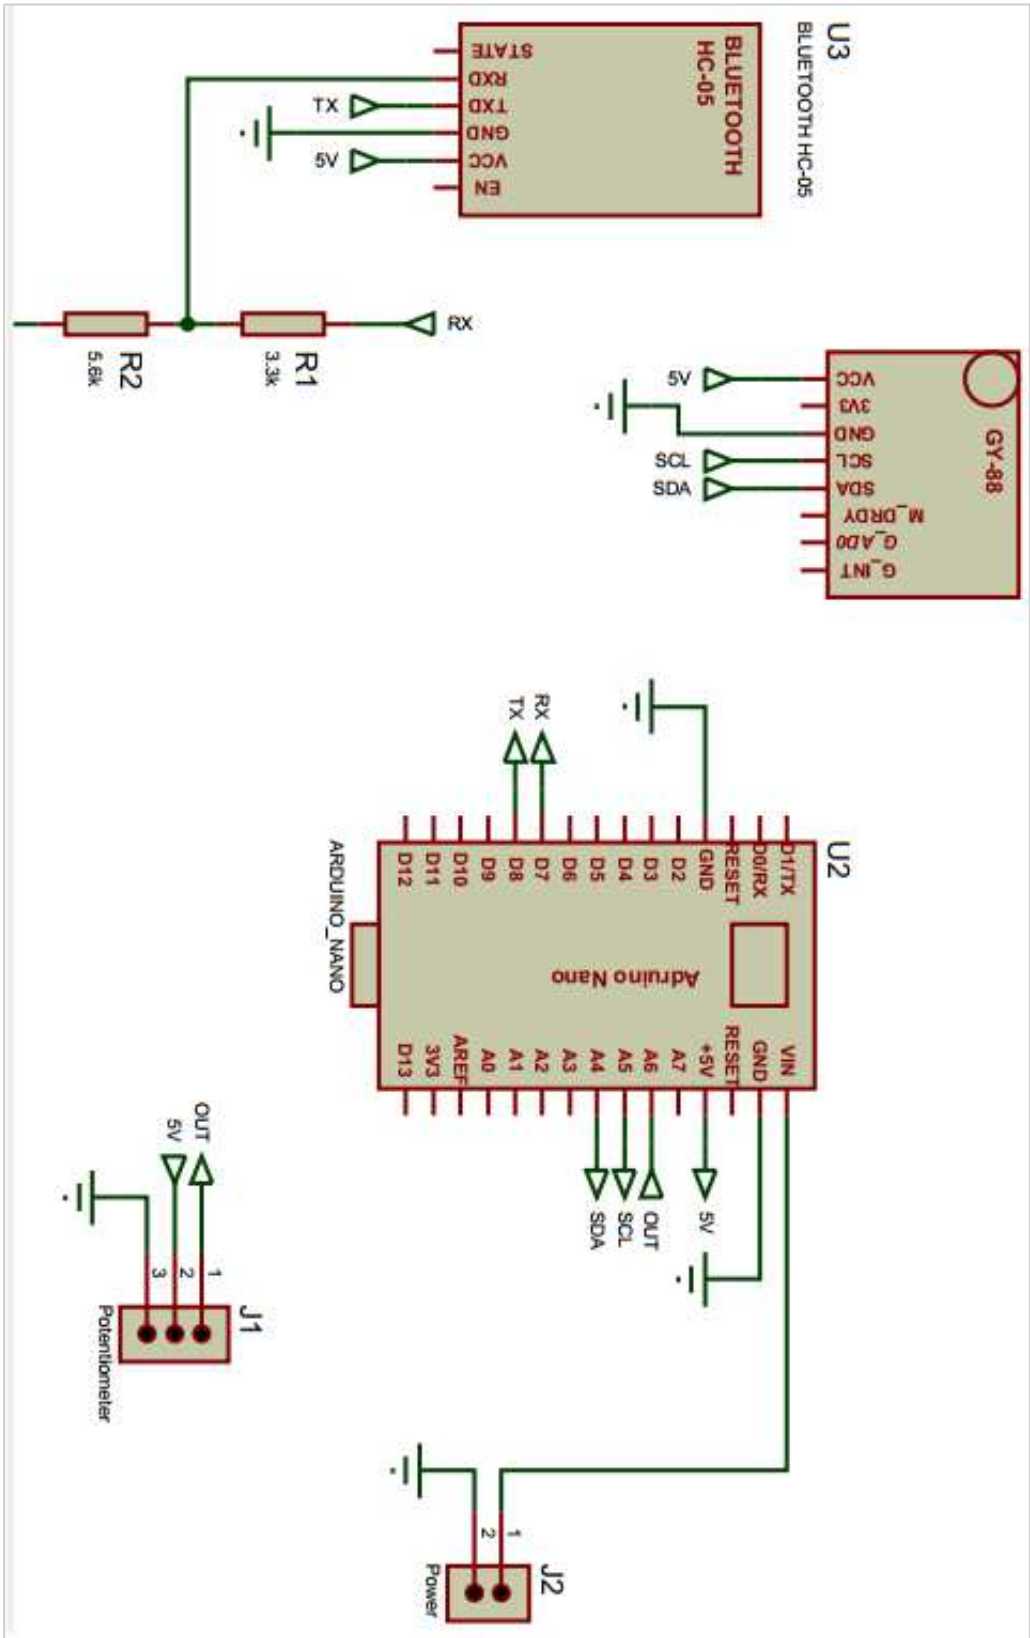 U3
BLUETOOTH HC-05
BLUETOOTH
HC-05
STATE
RXD
TXD
GND
VCC
EN
TX
5V
RX
R1
3.3k
R2
5.6k
GY-88
VCC
3V3
GND
SCL
SDA
M_DRDY
G_AD0
G_INT
5V
SCL
SDA
U2
ARDUINO_NANO
Adruino Nano
D1/TX
D0/RX
RESET
GND
D2
D3
D4
D5
D6
D7
D8
D9
D10
D11
D12
RX
TX
VIN
GND
RESET
+5V
A7
A6
A5
A4
A3
A2
A1
A0
AREF
3V3
D13
5V
OUT
SCL
SDA
J1
Potentiometer
1
2
3
OUT
5V
J2
Power
1
2